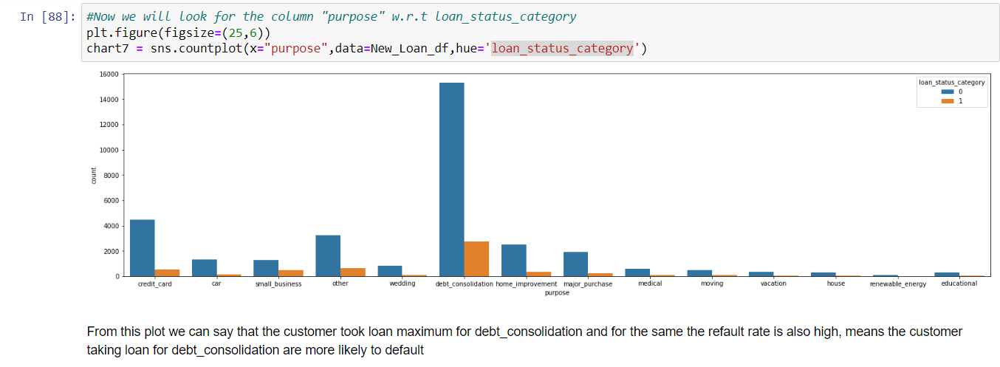 In [88]: #Now we will look for the column "purpose" w.r.t loan_status_category
plt.figure(figsize=(25,6))
chart7 = sns.countplot(x="purpose",data=New_Loan_df,hue='loan_status_category')
loan_status_category
0
1
16000
14000
12000
10000
8000
6000
4000
2000
0
count
credit_card car small_business other wedding debt_consolidation home_improvement major_purchase medical moving vacation house renewable_energy educational
purpose
From this plot we can say that the customer took loan maximum for debt_consolidation and for the same the refault rate is also high, means the customer
taking loan for debt_consolidation are more likely to default